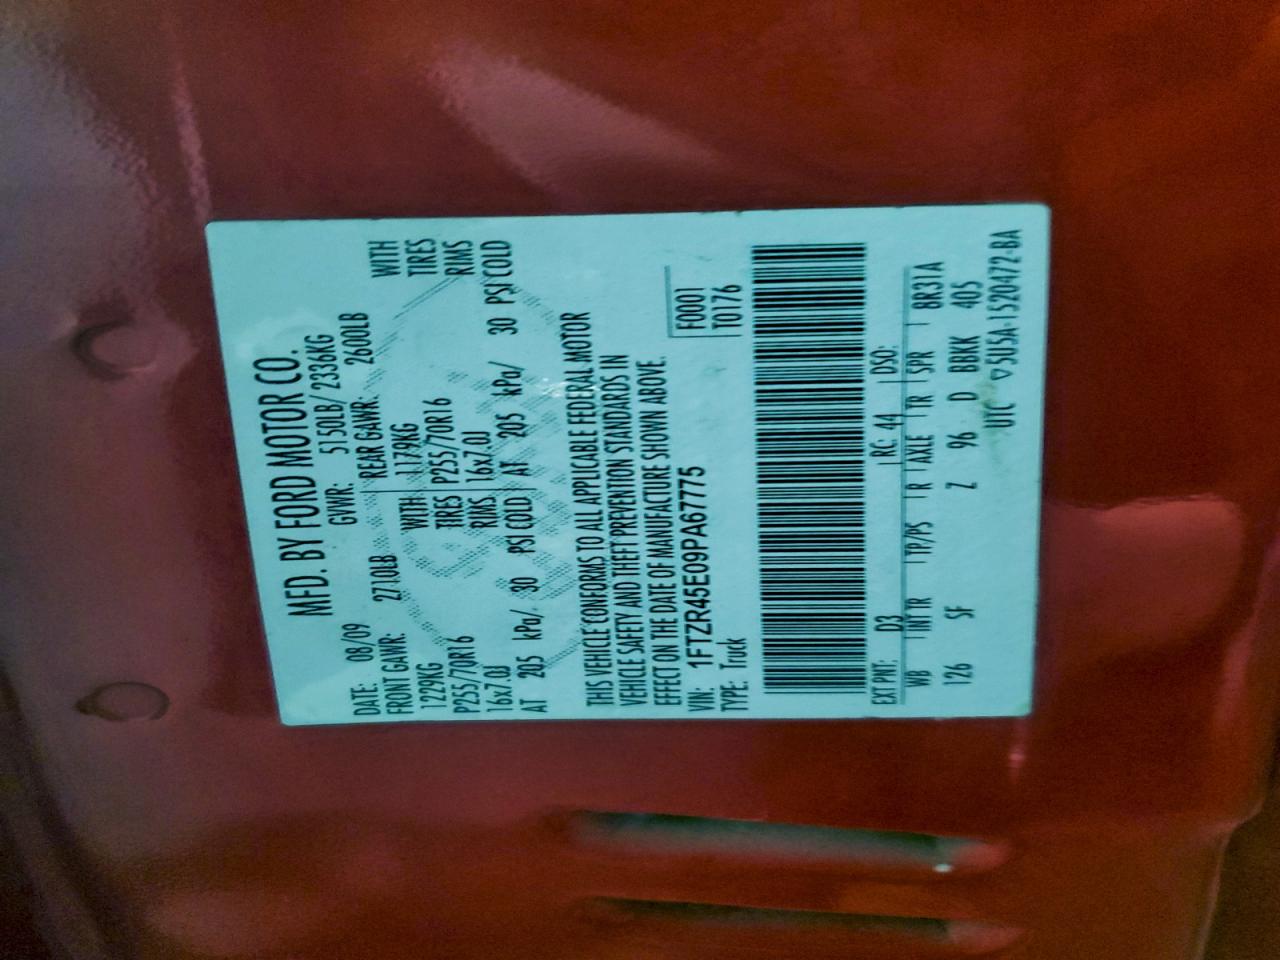 MFD. BY FORD MOTOR CO.
DATE: 08/09 GVWR: 5150LB/ 2336KG
FRONT GAWR: 2710LB REAR GAWR: 2600LB
1229KG WITH 1179KG WITH
P255/70R16 TIRES P255/70R16 TIRES
16x7.0J RIMS 16x7.0J RIMS
AT 205 kPa/ 30 PSI COLD AT 205 kPa/ 30 PSI COLD
THIS VEHICLE CONFORMS TO ALL APPLICABLE FEDERAL MOTOR
VEHICLE SAFETY AND THEFT PREVENTION STANDARDS IN
EFFECT ON THE DATE OF MANUFACTURE SHOWN ABOVE.
VIN: 1FTZR45E09PA67775 F0001
TYPE: Truck T0176
EXT PNT: D3 RC: 44 DSO:
WB INT TR TP/PS R AXLE TR SPR 8R31A
126 SF Z 96 D BBKK 405
UTC ▽5U5A-1520472-BA